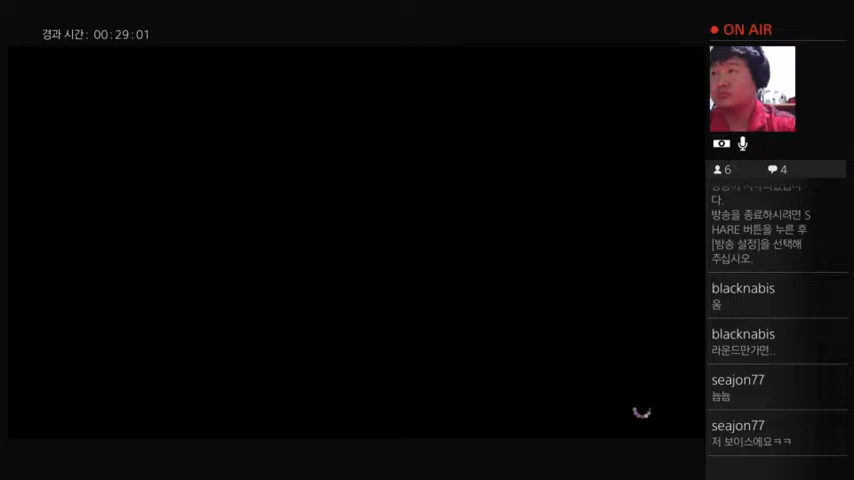 경과 시간: 00:29:01
ON AIR
6 4
다.
방송을 종료하시려면 S
HARE 버튼을 누른 후
[방송 설정]을 선택해
주십시오.
blacknabis
움
blacknabis
라운드만가면..
seajon77
늡늡
seajon77
저 보이스에요ㅋㅋ